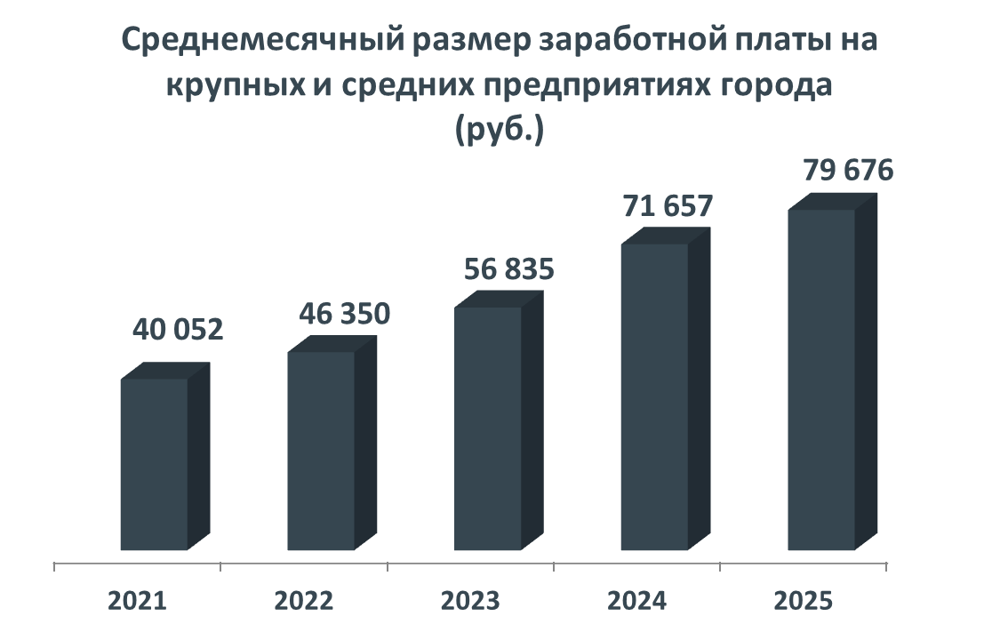 Среднемесячный размер заработной платы на
крупных и средних предприятиях города
(руб.)
79 676
71 657
56 835
46 350
40 052
2021 2022 2023 2024 2025